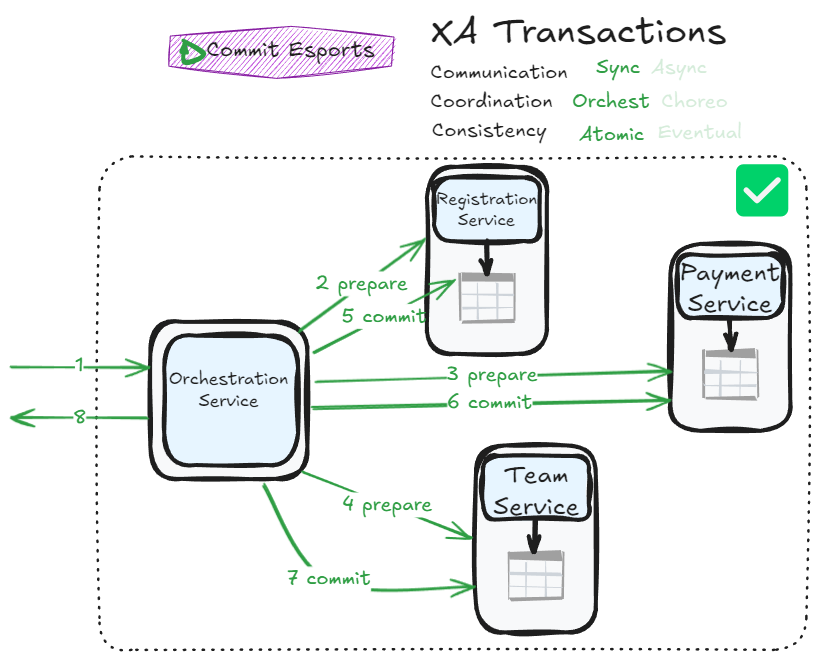 Commit Esports
XA Transactions
Communication Sync Async
Coordination Orchest Choreo
Consistency Atomic Eventual
Registration
Service
2 prepare
5 commit
Payment
Service
1
Orchestration
Service
3 prepare
6 commit
8
Team
Service
4 prepare
7 commit